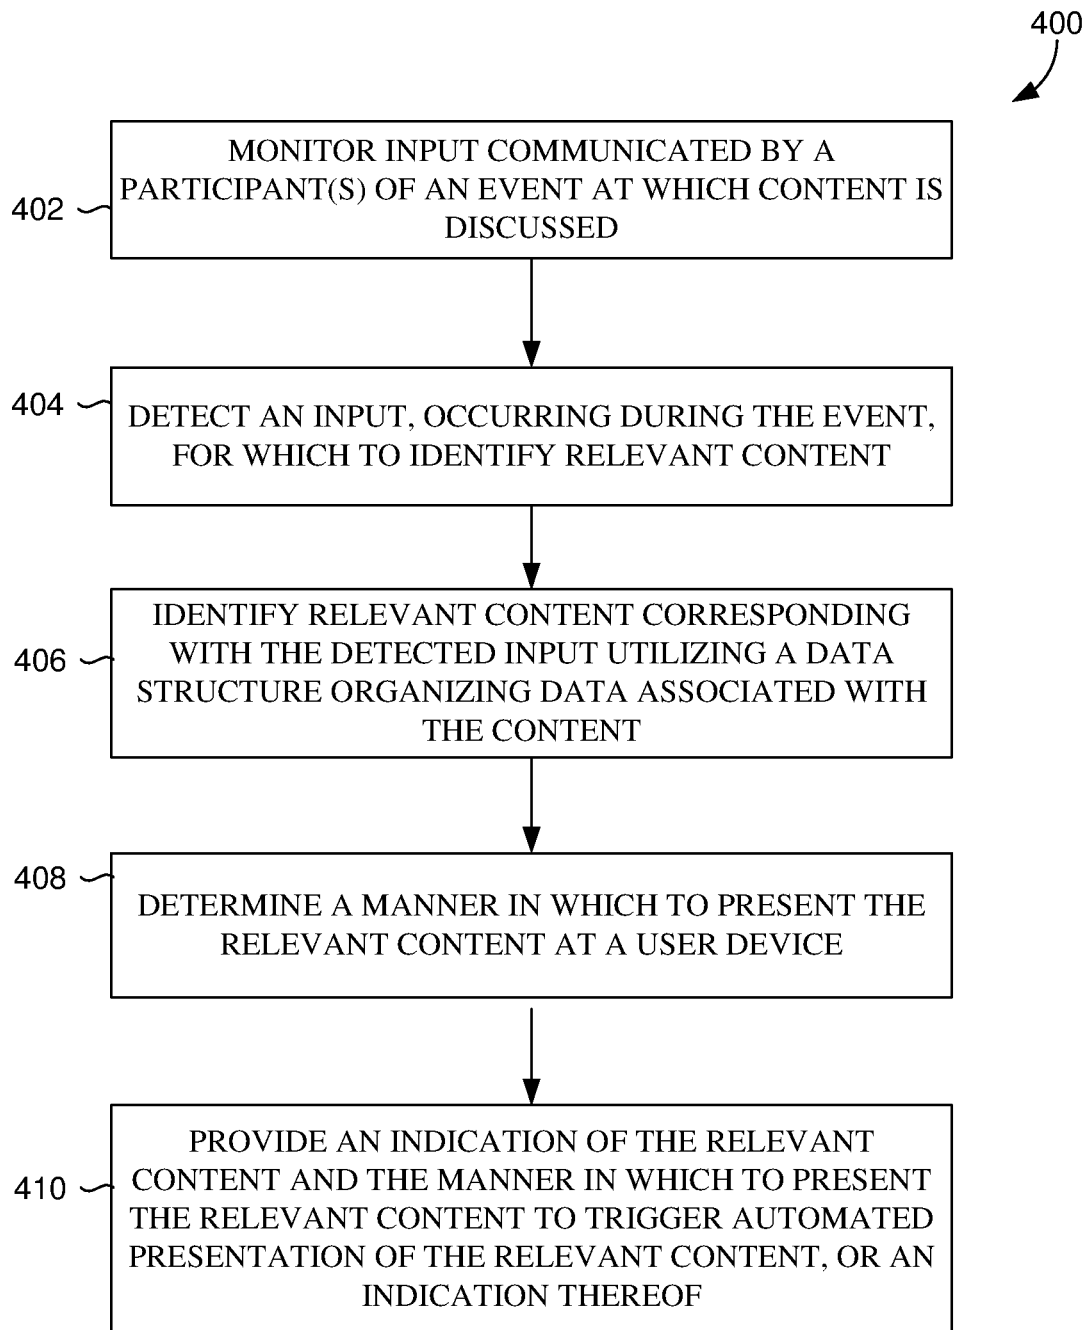 400
MONITOR INPUT COMMUNICATED BY A
PARTICIPANT(S) OF AN EVENT AT WHICH CONTENT IS
DISCUSSED
402
404
DETECT AN INPUT, OCCURRING DURING THE EVENT,
FOR WHICH TO IDENTIFY RELEVANT CONTENT
IDENTIFY RELEVANT CONTENT CORRESPONDING
WITH THE DETECTED INPUT UTILIZING A DATA
STRUCTURE ORGANIZING DATA ASSOCIATED WITH
THE CONTENT
406
408
DETERMINE A MANNER IN WHICH TO PRESENT THE
RELEVANT CONTENT AT A USER DEVICE
PROVIDE AN INDICATION OF THE RELEVANT
CONTENT AND THE MANNER IN WHICH TO PRESENT
THE RELEVANT CONTENT TO TRIGGER AUTOMATED
PRESENTATION OF THE RELEVANT CONTENT, OR AN
INDICATION THEREOF
410